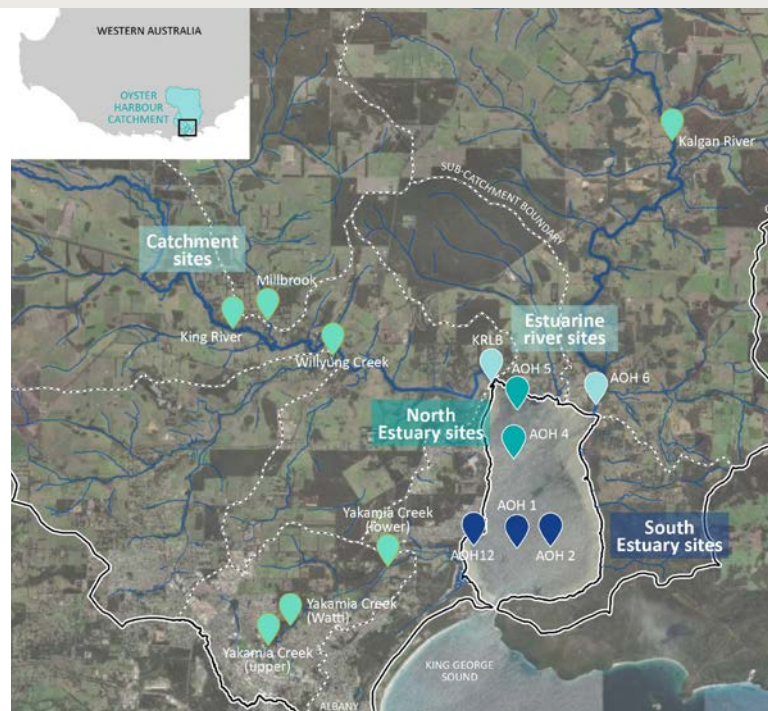 WESTERN AUSTRALIA
OYSTER
HARBOUR
CATCHMENT
Kalgan River
SUB-CATCHMENT BOUNDARY
Catchment
sites
Millbrook
King River
Willyung Creek
Estuarine
river sites
KRLB
AOH 5
AOH 6
North
Estuary sites
AOH 4
Yakamia Creek
(lower)
AOH 1
AOH12
AOH 2
South
Estuary sites
Yakamia Creek
(Watti)
Yakamia Creek
(upper)
KING GEORGE
SOUND
ALBANY